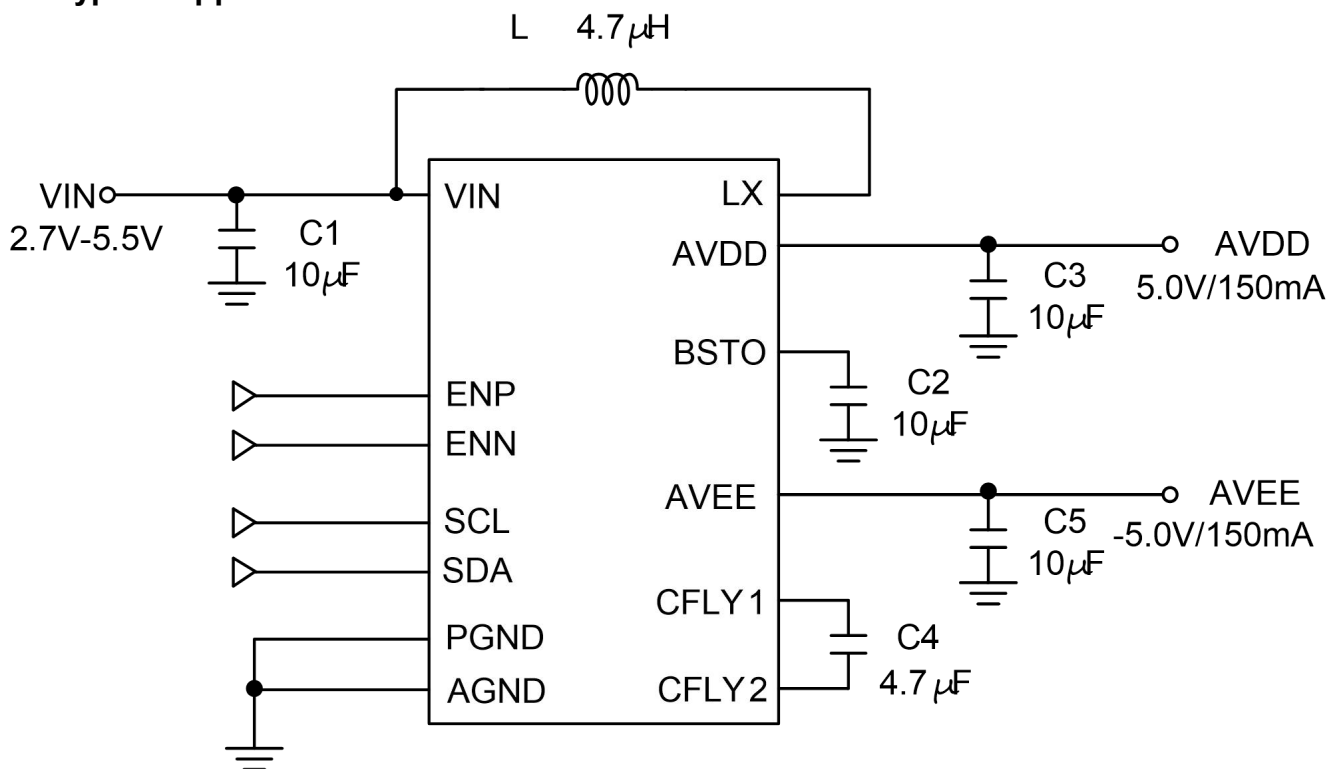 L 4.7μH
VIN
2.7V-5.5V
C1
10μF
VIN
LX
AVDD
C3
10μF
AVDD
5.0V/150mA
BSTO
C2
10μF
ENP
ENN
AVEE
C5
10μF
AVEE
-5.0V/150mA
SCL
SDA
CFLY1
C4
4.7μF
CFLY2
PGND
AGND